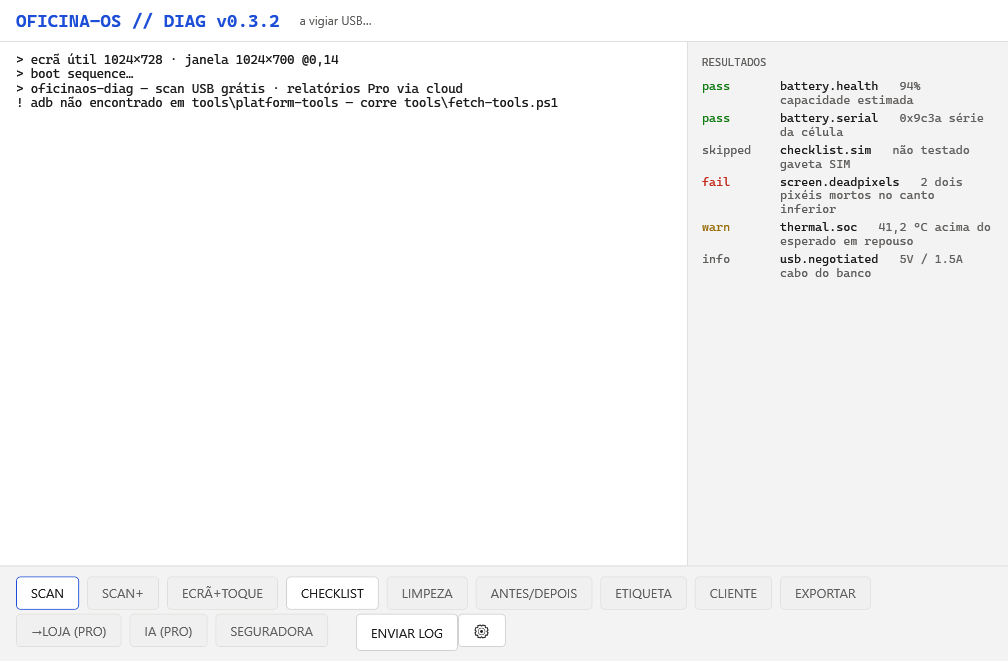 OFICINA-OS // DIAG v0.3.2 a vigiar USB...
> ecrã útil 1024×728 · janela 1024×700 @0,14
> boot sequence…
> oficinaos-diag — scan USB grátis · relatórios Pro via cloud
! adb não encontrado em tools\platform-tools — corre tools\fetch-tools.ps1
RESULTADOS
pass battery.health 94%
capacidade estimada
pass battery.serial 0x9c3a série
da célula
skipped checklist.sim não testado
gaveta SIM
fail screen.deadpixels 2 dois
pixéis mortos no canto
inferior
warn thermal.soc 41,2 ºC acima do
esperado em repouso
info usb.negotiated 5V / 1.5A
cabo do banco
SCAN SCAN+ ECRÃ+TOQUE CHECKLIST LIMPEZA ANTES/DEPOIS ETIQUETA CLIENTE EXPORTAR
→LOJA (PRO) IA (PRO) SEGURADORA ENVIAR LOG